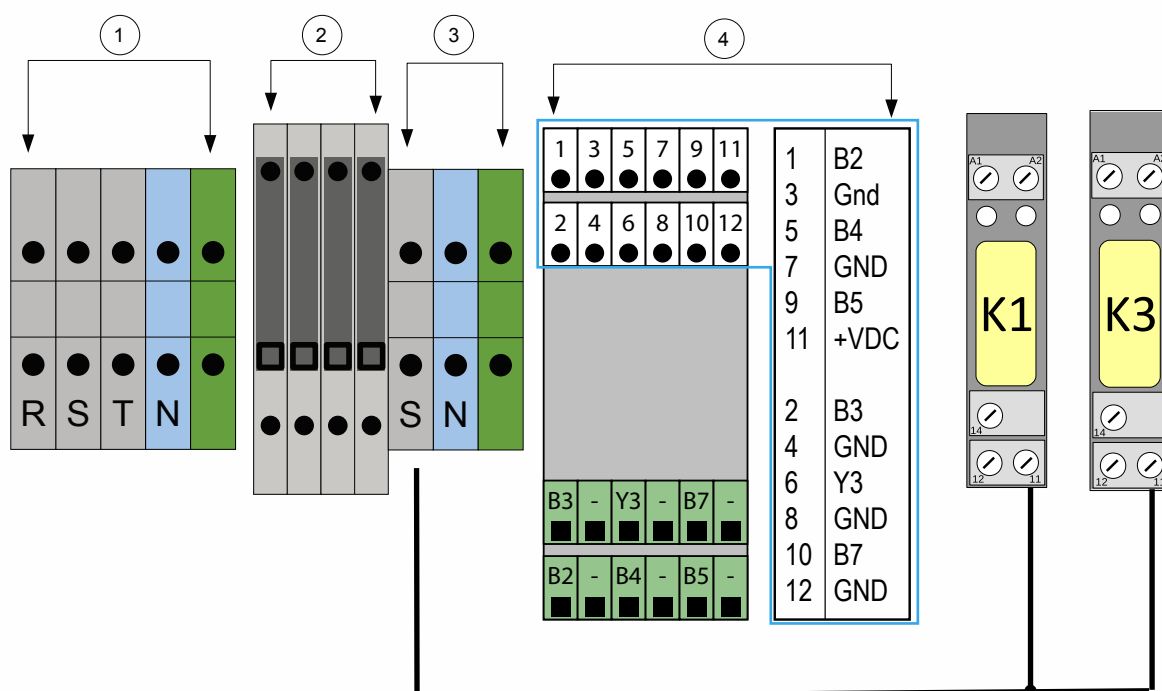 1
2
3
4
R S T N
S N
1 3 5 7 9 11
2 4 6 8 10 12
B3 - Y3 - B7 -
B2 - B4 - B5 -
1 B2
3 Gnd
5 B4
7 GND
9 B5
11 +VDC
2 B3
4 GND
6 Y3
8 GND
10 B7
12 GND
A1 A2
K1
14
12 11
A1 A2
K3
14
12 11